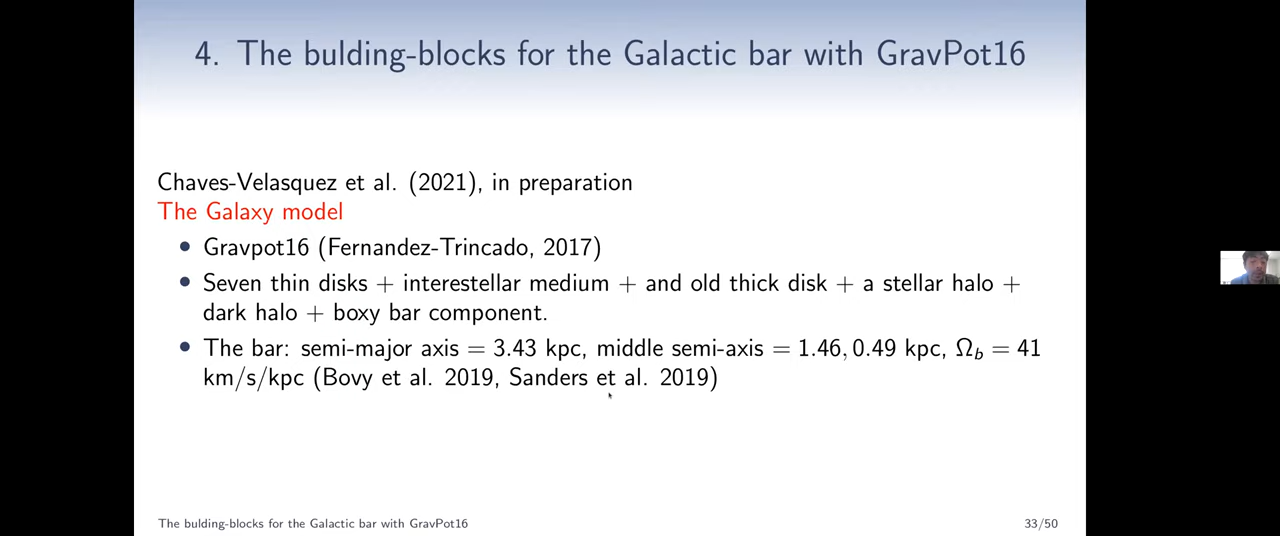 4. The bulding-blocks for the Galactic bar with GravPot16
Chaves-Velasquez et al. (2021), in preparation
The Galaxy model
• Gravpot16 (Fernandez-Trincado, 2017)
• Seven thin disks + interestellar medium + and old thick disk + a stellar halo +
dark halo + boxy bar component.
• The bar: semi-major axis = 3.43 kpc, middle semi-axis = 1.46, 0.49 kpc, Ω_b = 41
km/s/kpc (Bovy et al. 2019, Sanders et al. 2019)
The bulding-blocks for the Galactic bar with GravPot16
33/50